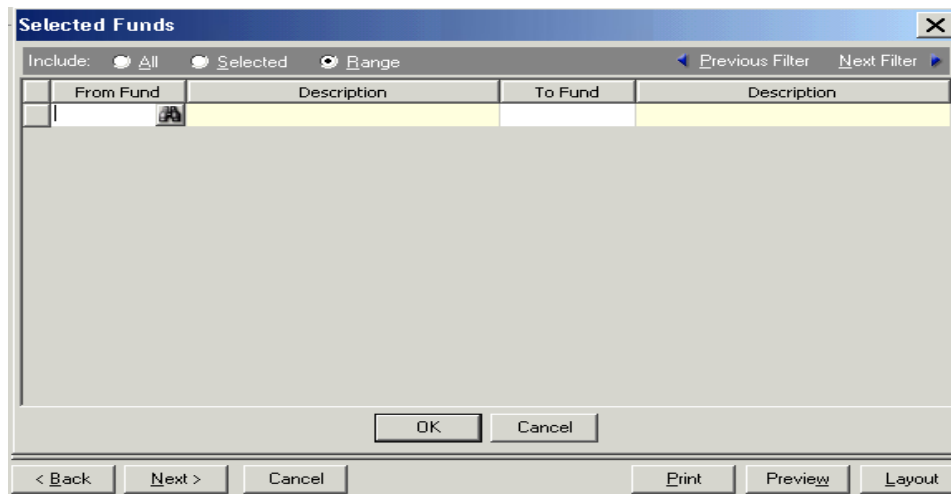 Selected Funds
Include: All Selected Range Previous Filter Next Filter
From Fund Description To Fund Description
OK Cancel
< Back Next > Cancel Print Preview Layout